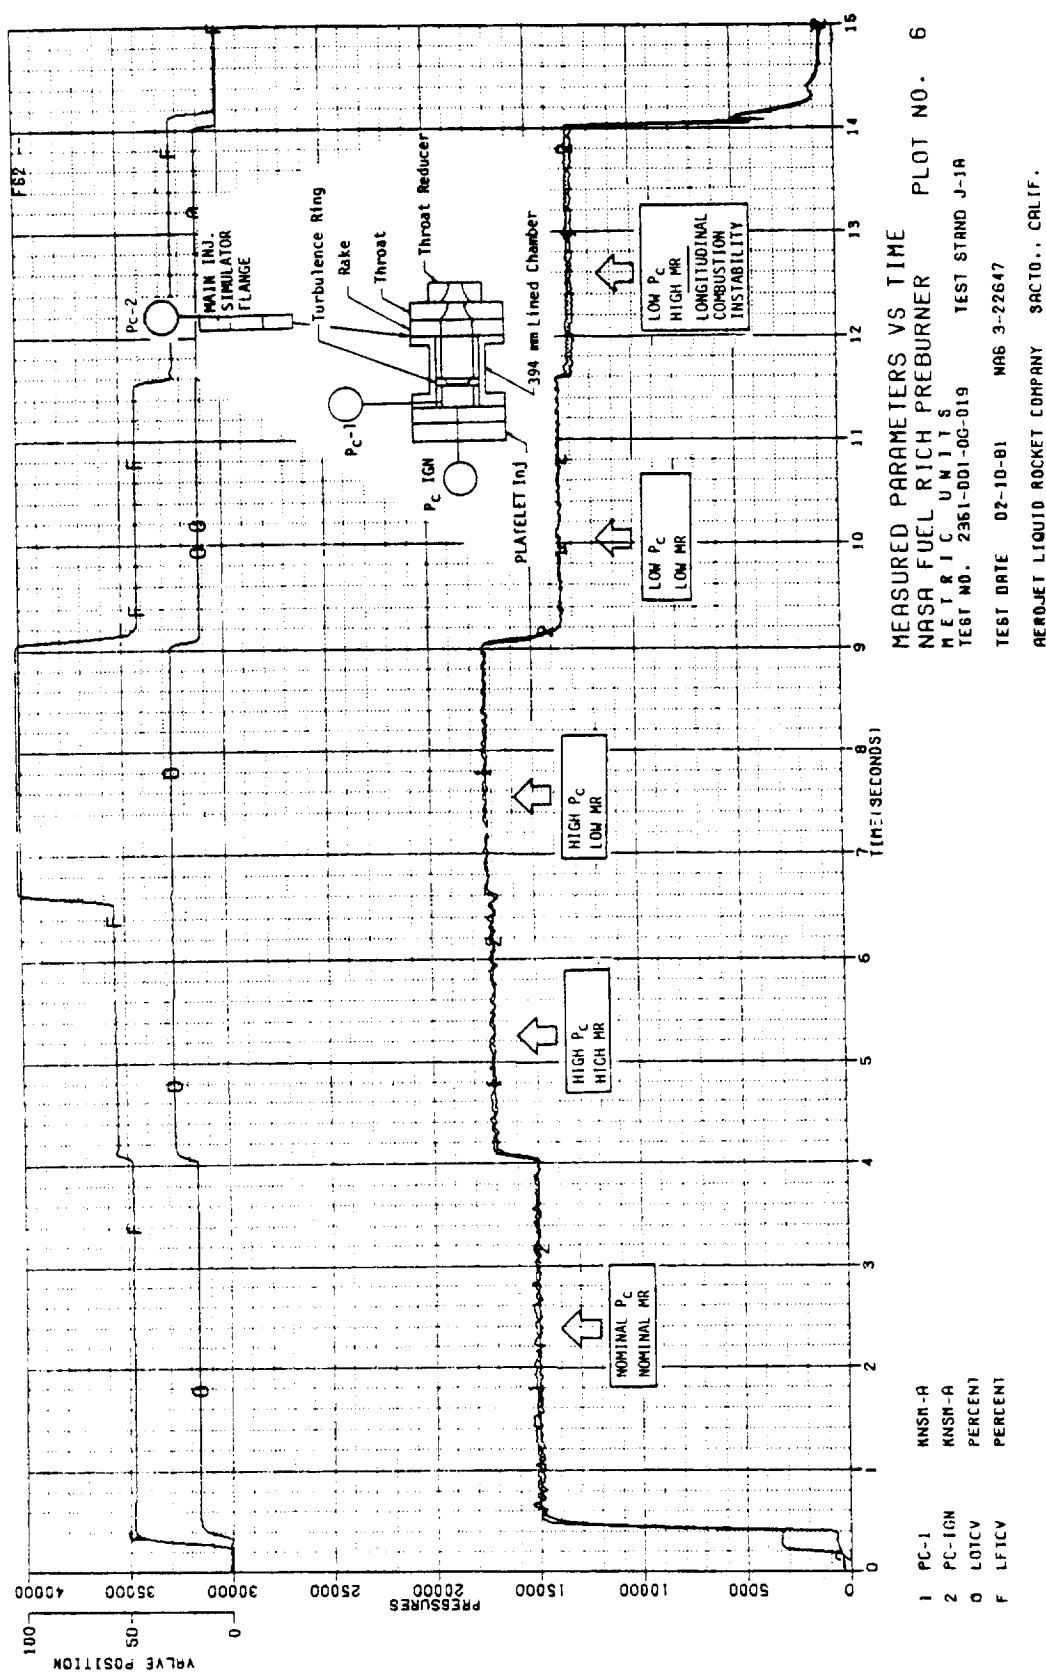 F62 --
VALVE POSITION
100
50
0
PRESSURES
40000
35000
30000
25000
20000
15000
10000
5000
0
Pc-2
MAIN INJ.
SIMULATOR
FLANGE
Pc-1
Pc IGN
Turbulence Ring
Rake
Throat
Throat Reducer
394 mm Lined Chamber
PLATELET Inj
NOMINAL Pc
NOMINAL MR
HIGH Pc
HIGH MR
HIGH Pc
LOW MR
LOW Pc
LOW MR
LOW Pc
HIGH MR
LONGITUDINAL
COMBUSTION
INSTABILITY
0 1 2 3 4 5 6 7 8 9 10 11 12 13 14 15
TIME(SECONDS)
1 PC-1 KNSM-A
2 PC-IGN KNSM-A
O LOTCV PERCENT
F LFTCV PERCENT
MEASURED PARAMETERS VS TIME PLOT NO. 6
NASA FUEL RICH PREBURNER
METRIC UNITS
TEST NO. 2361-D01-0G-019 TEST STAND J-1A
TEST DATE 02-10-81 NAS 3-22647
AEROJET LIQUID ROCKET COMPANY SACTO., CALIF.